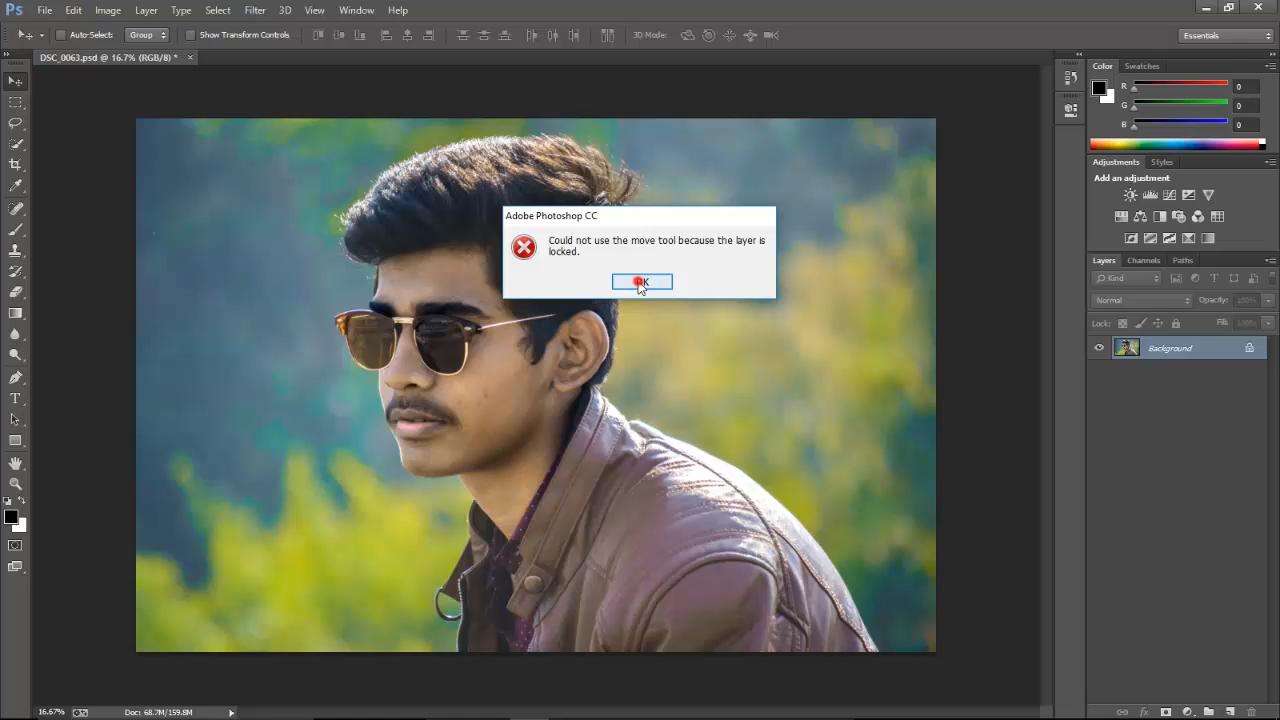 Ps File Edit Image Layer Type Select Filter 3D View Window Help
Auto-Select: Group Show Transform Controls 3D Mode: Essentials
DSC_0063.psd @ 16.7% (RGB/8) * ×
Color Swatches
R 0
G 0
B 0
Adjustments Styles
Add an adjustment
Adobe Photoshop CC
Could not use the move tool because the layer is
locked.
Layers Channels Paths
Kind
Normal Opacity: 100%
Lock: Fill: 100%
Background
16.67% Doc: 68.7M/159.8M